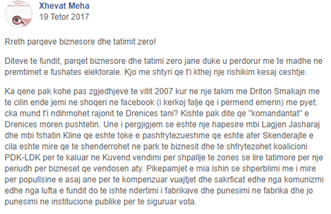 Xhevat Meha
19 Tetor 2017
Rreth parqeve biznesore dhe tatimit zero!
Diteve te fundit, parqet biznesore dhe tatimi zero jane duke u perdorur me te madhe ne
premtimet e fushates elektorale. Kjo me shtyri qe t'i kthej nje rishikim kesaj ceshtje.
Ka qene pak kohe pas zgjedhjeve te vitit 2007 kur ne nje takim me Driton Smakajn me
te cilin ende jemi ne shoqeri ne facebook (i kerkoj falje qe i permend emerin) me pyet:
cka mund t'i ndihmohet rajonit te Drenices tani? Kishte pak dite qe "komandantat" e
Drenices moren pushtetin. Une i pergjigjem se eshte nje hapesire mbi Lagjen Jasharaj
dhe mbi fshatin Kline qe eshte toke e pashfrytezueshme qe eshte afer Skenderajte e
cila eshte mire qe te shenderrohet ne park te biznesit dhe te shfrytezohet koalicioni
PDK-LDK per te kaluar ne Kuvend vendimi per shpallje te zones se lire tatimore per nje
periudh per bizneset qe vendosen aty. Pikepamjet e mia ishin se shperblimi me i mire
per popullsine e asaj ane per te kompenzuar vuajtjet dhe sakrficat edhe nga komunizmi
edhe nga lufta e fundit do te ishte ndertimi i fabrikave dhe punesimi ne fabrika dhe jo
punesimi ne institucione publike per te siguruar vota.